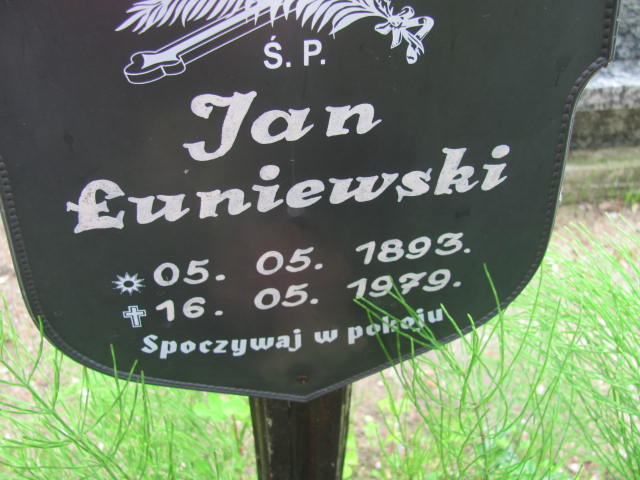 Ś. P.
Jan
Łuniewski
05. 05. 1893.
16. 05. 1979.
Spoczywaj w pokoju